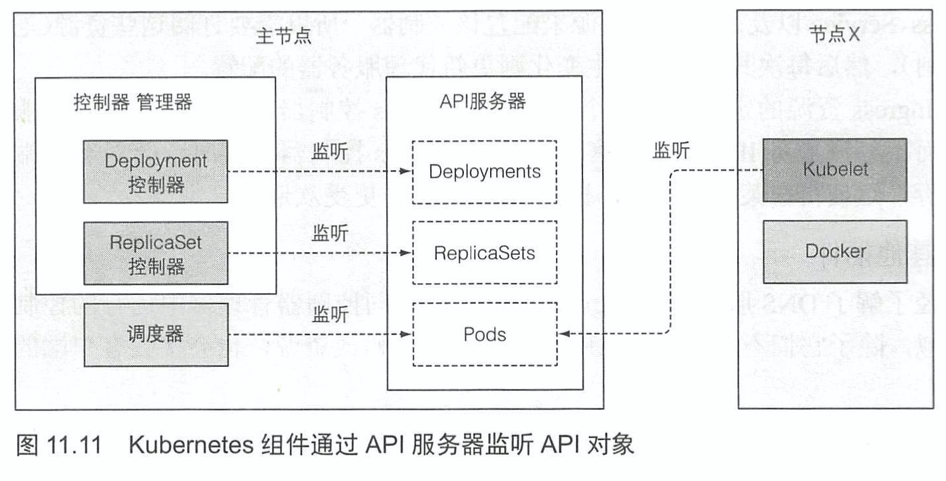 主节点
节点X
控制器 管理器
API服务器
Deployment
控制器
监听
Deployments
监听
Kubelet
ReplicaSet
控制器
监听
ReplicaSets
Docker
调度器
监听
Pods
图 11.11 Kubernetes 组件通过 API 服务器监听 API 对象